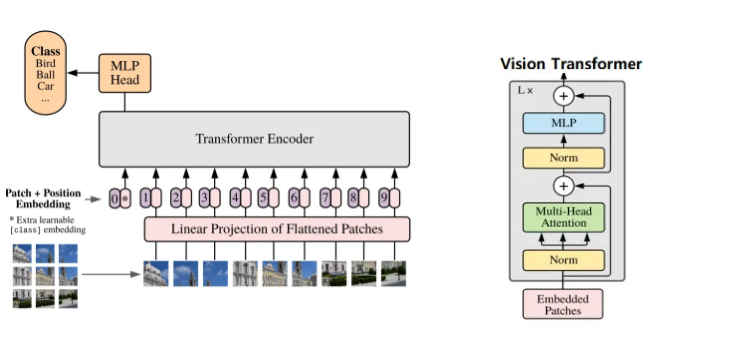 Class
Bird
Ball
Car
...
MLP
Head
Transformer Encoder
Patch + Position
Embedding
* Extra learnable
[class] embedding
0 * 1 2 3 4 5 6 7 8 9
Linear Projection of Flattened Patches
Vision Transformer
L x
+
MLP
Norm
+
Multi-Head
Attention
Norm
Embedded
Patches